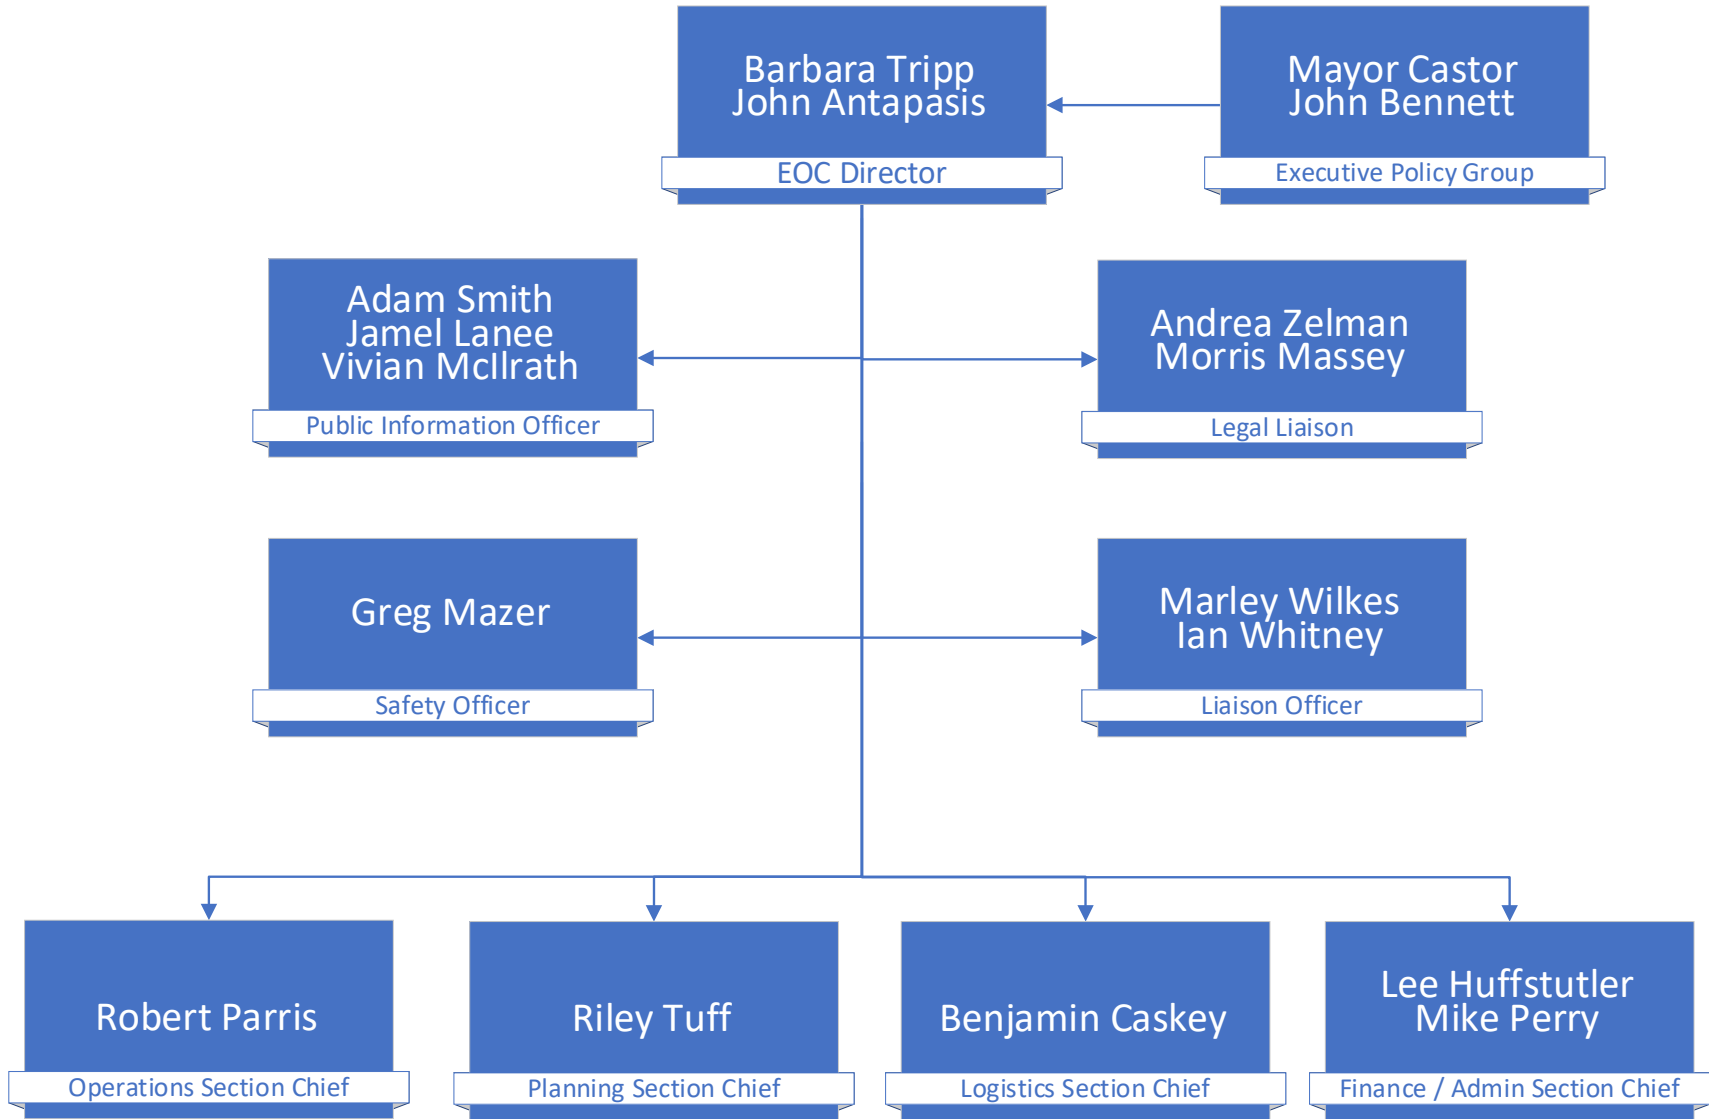 Barbara Tripp
John Antapasis
EOC Director
Mayor Castor
John Bennett
Executive Policy Group
Adam Smith
Jamel Lanee
Vivian McIlrath
Public Information Officer
Andrea Zelman
Morris Massey
Legal Liaison
Greg Mazer
Safety Officer
Marley Wilkes
Ian Whitney
Liaison Officer
Robert Parris
Operations Section Chief
Riley Tuff
Planning Section Chief
Benjamin Caskey
Logistics Section Chief
Lee Huffstutler
Mike Perry
Finance / Admin Section Chief